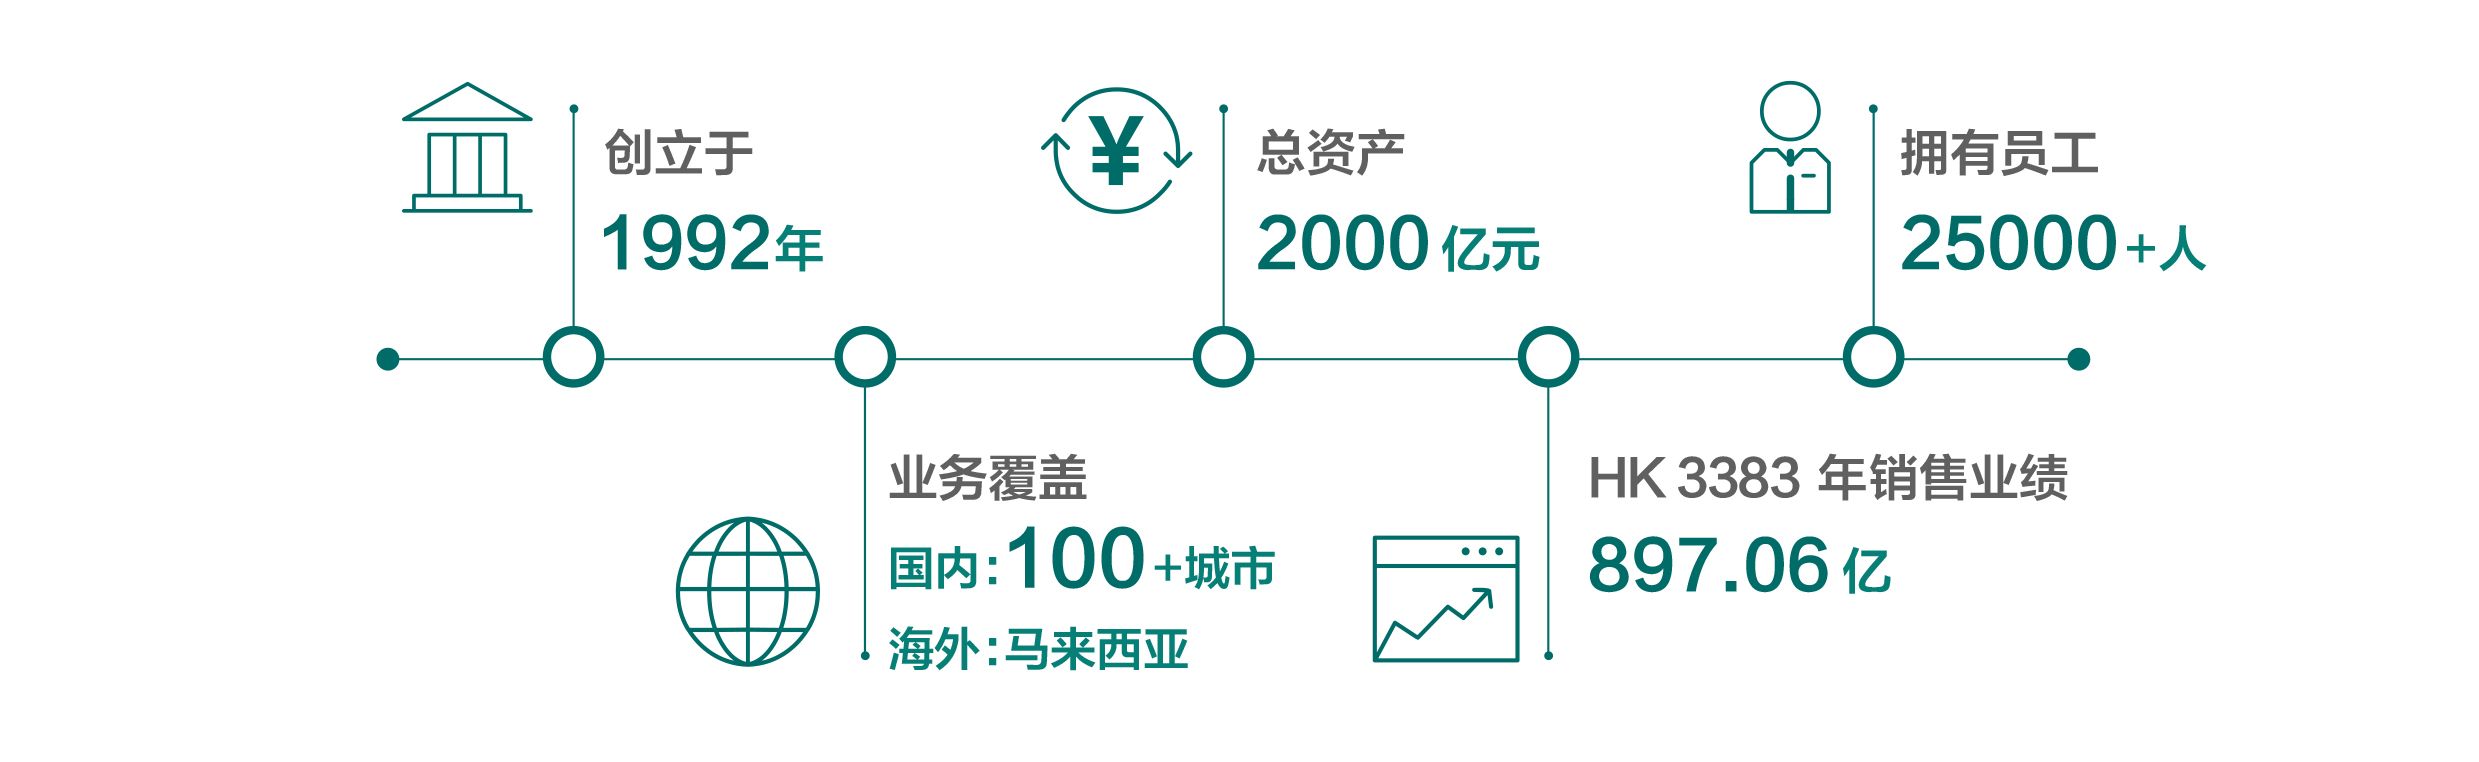 创立于
1992年
业务覆盖
国内:100+城市
海外:马来西亚
¥
总资产
2000亿元
HK 3383 年销售业绩
897.06亿
拥有员工
25000+人